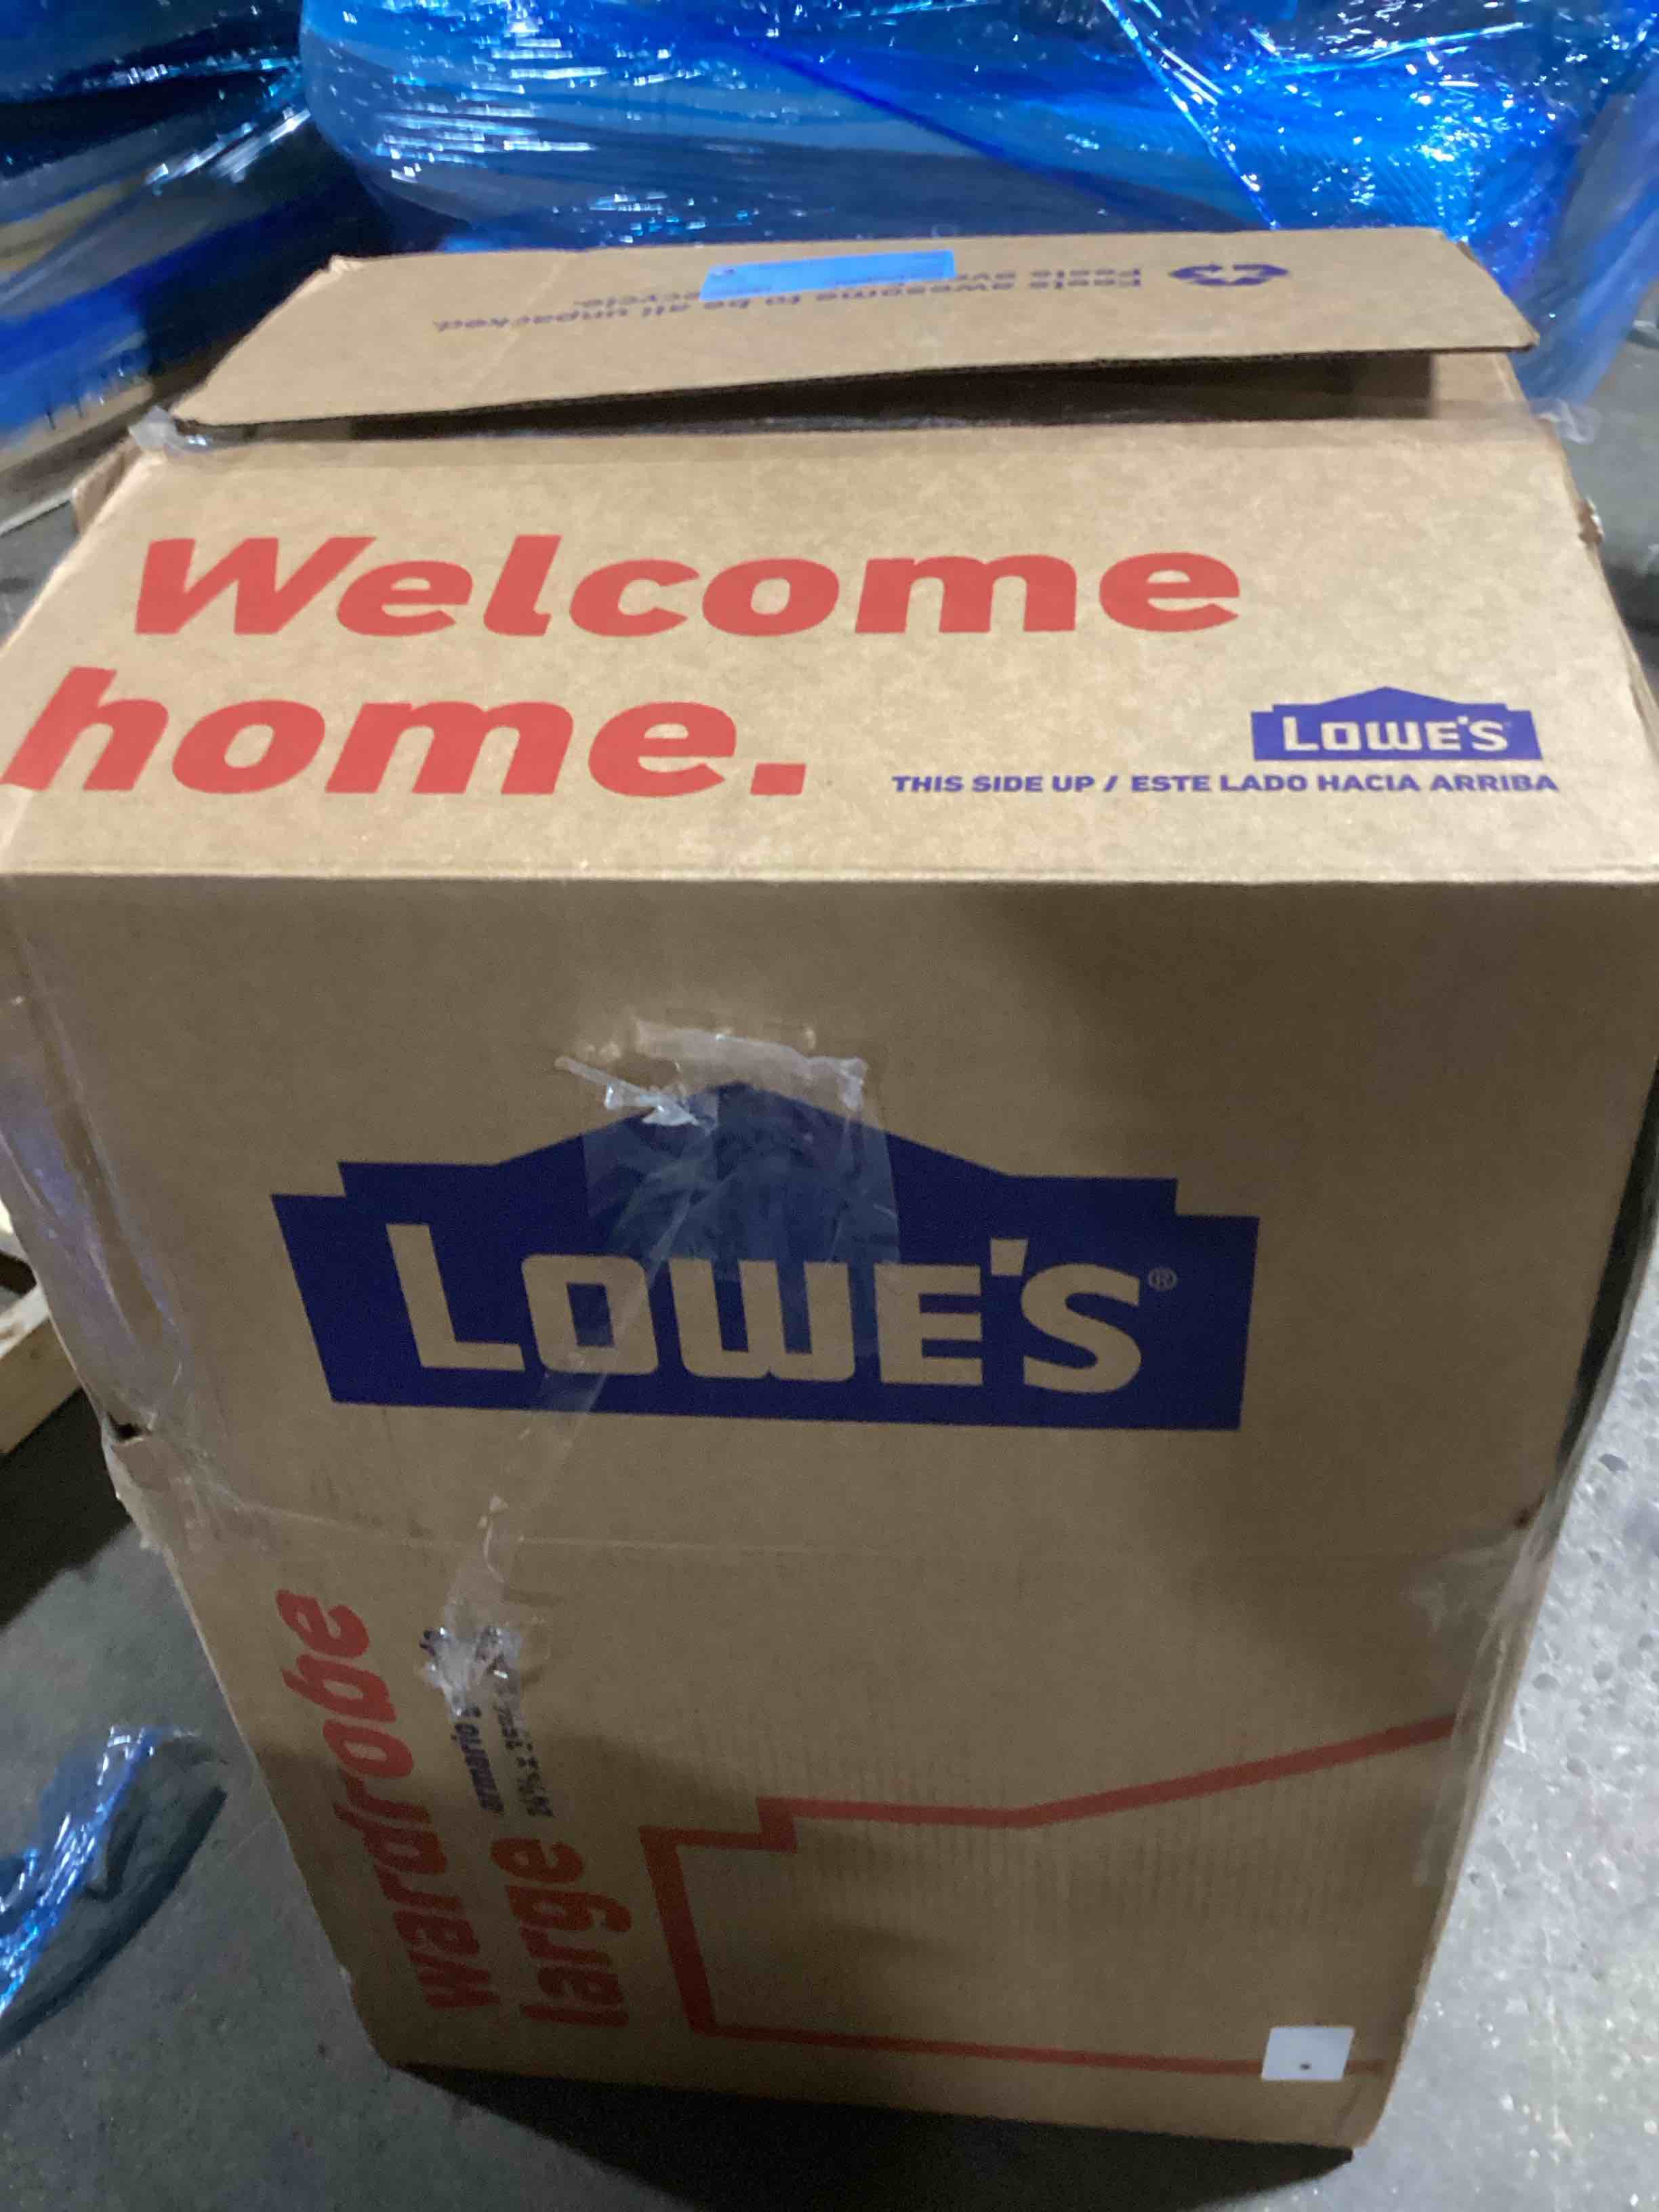 Feels awesome to be all unpacked.
Welcome
home.
LOWE'S
THIS SIDE UP / ESTE LADO HACIA ARRIBA
LOWE'S®
wardrobe
large
armario